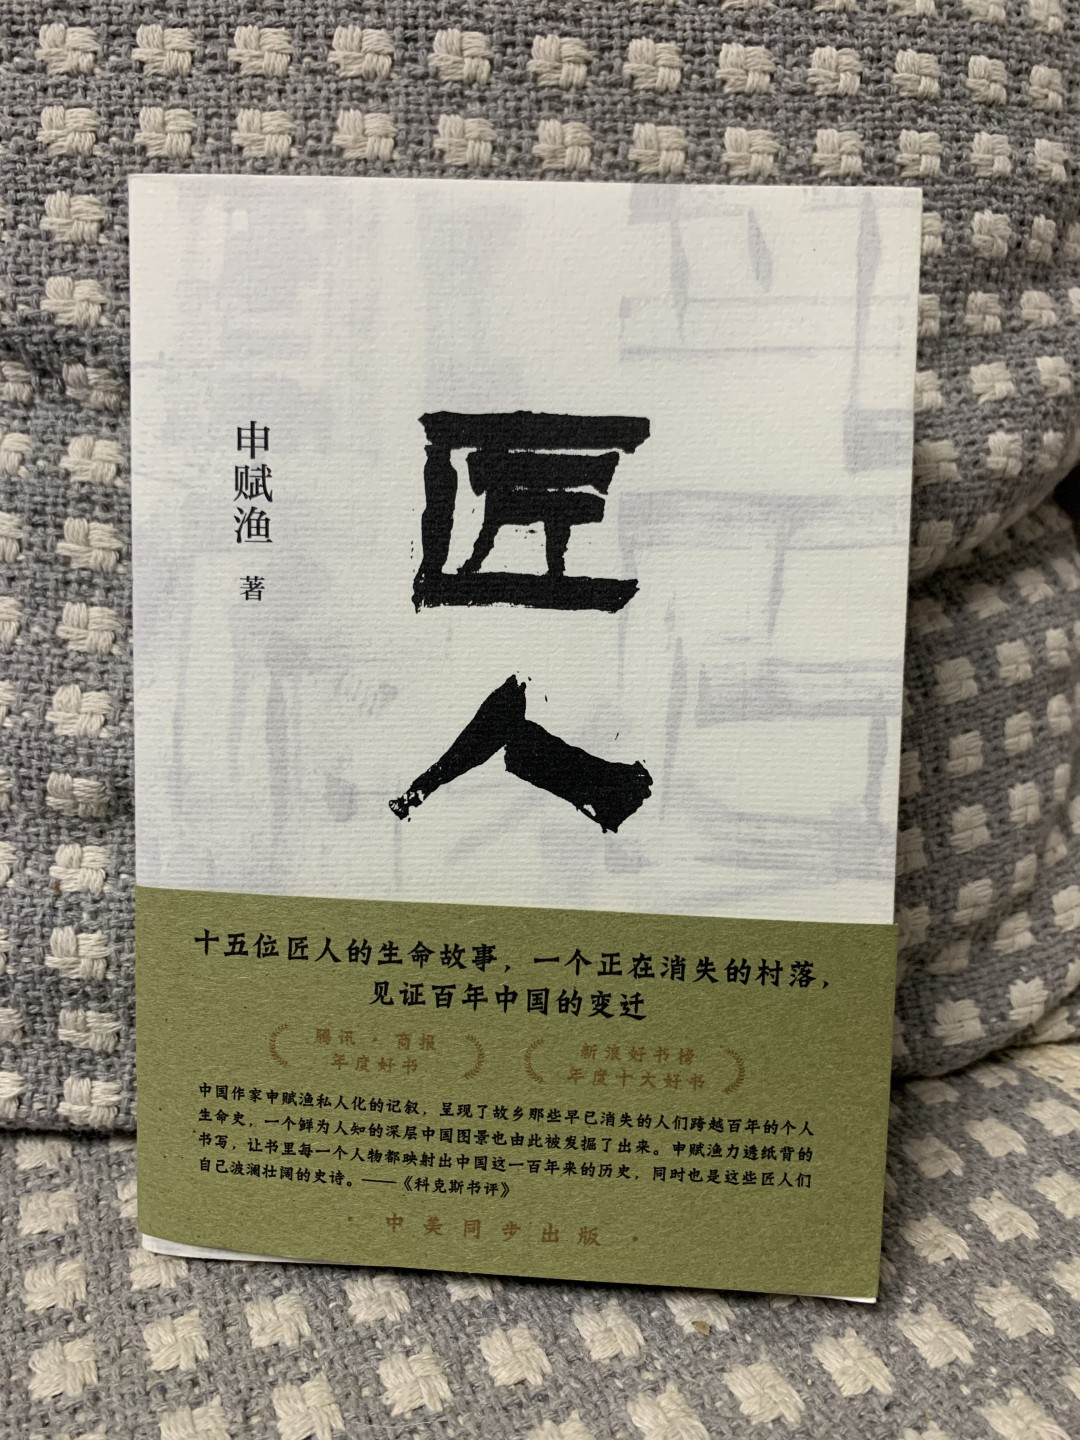 匠人
申赋渔 著
十五位匠人的生命故事，一个正在消失的村落，
见证百年中国的变迁
腾讯·商报
年度好书
新浪好书榜
年度十大好书
中国作家申赋渔私人化的记叙，呈现了故乡那些早已消失的人们跨越百年的个人
生命史，一个鲜为人知的深层中国图景也由此被发掘了出来。申赋渔力透纸背的
书写，让书里每一个人物都映射出中国这一百年来的历史，同时也是这些匠人们
自己波澜壮阔的史诗。——《科克斯书评》
·中美同步出版·